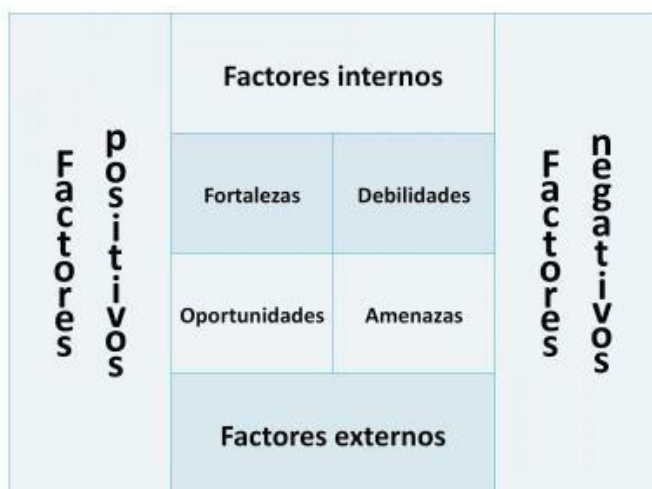 Factores internos
Factores
positivos
Fortalezas
Debilidades
Factores
negativos
Oportunidades
Amenazas
Factores externos